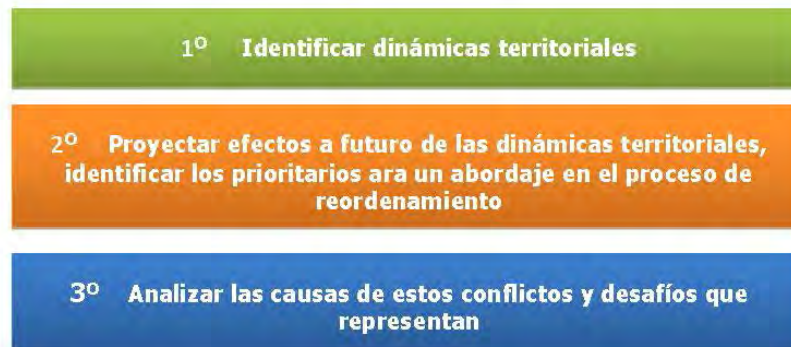 1º Identificar dinámicas territoriales
2º Proyectar efectos a futuro de las dinámicas territoriales,
identificar los prioritarios ara un abordaje en el proceso de
reordenamiento
3º Analizar las causas de estos conflictos y desafíos que
representan